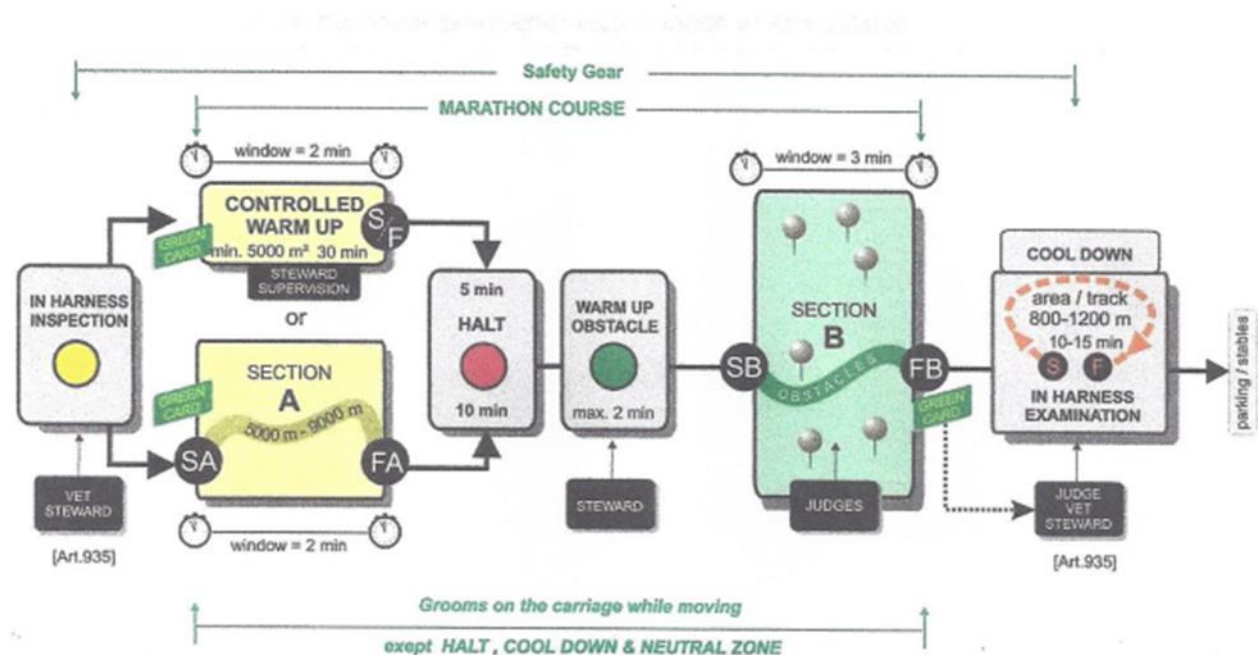 Safety Gear
MARATHON COURSE
window = 2 min
window = 3 min
CONTROLLED
WARM UP
min. 5000 m² 30 min
S/F
GREEN
CARD
STEWARD
SUPERVISION
or
IN HARNESS
INSPECTION
SECTION
A
5000 m - 9000 m
GREEN
CARD
SA
FA
window = 2 min
VET
STEWARD
[Art.935]
5 min
HALT
10 min
WARM UP
OBSTACLE
max. 2 min
STEWARD
SECTION
B
SB
OBSTACLES
FB
JUDGES
GREEN
CARD
COOL DOWN
area / track
800-1200 m
10-15 min
S F
IN HARNESS
EXAMINATION
JUDGE
VET
STEWARD
[Art.935]
parking / stables
Grooms on the carriage while moving
exept HALT , COOL DOWN & NEUTRAL ZONE